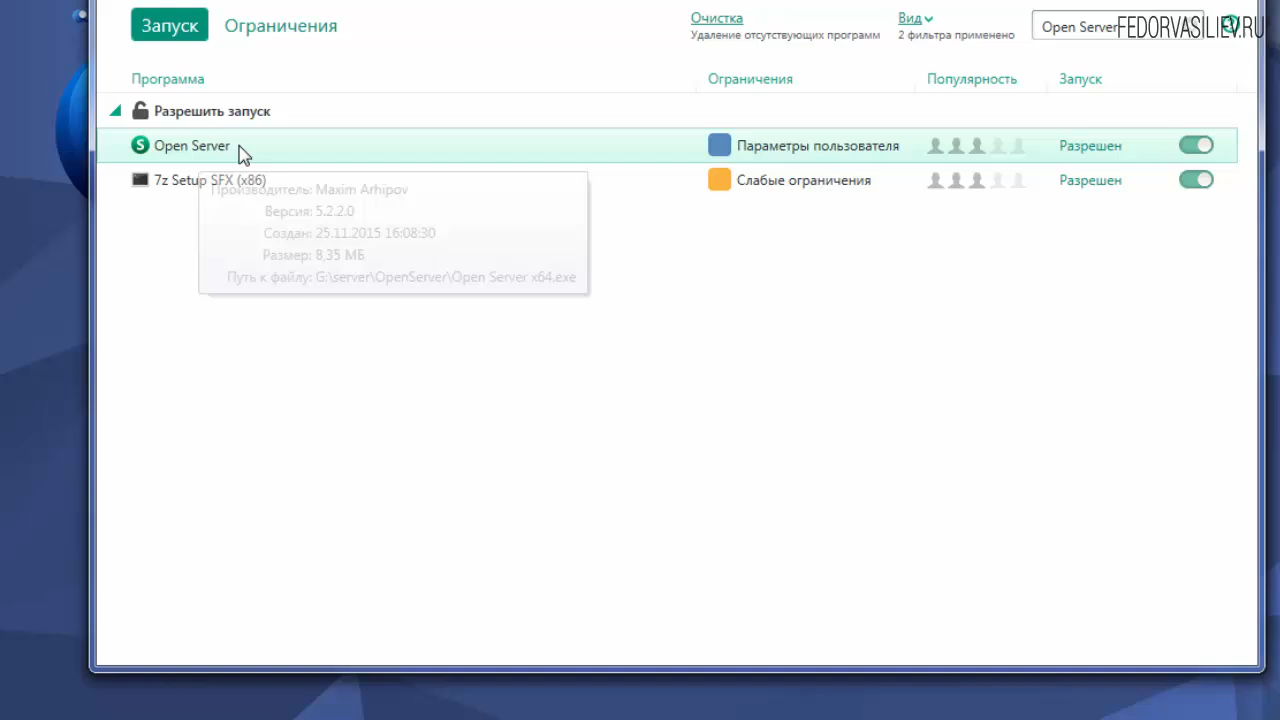 Запуск
Ограничения
Очистка
Удаление отсутствующих программ
Вид
2 фильтра применено
Open Server
FEDORVASILIEV.RU
Программа
Ограничения
Популярность
Запуск
Разрешить запуск
Open Server
Параметры пользователя
Разрешен
7z Setup SFX (x86)
Слабые ограничения
Разрешен
Производитель: Maxim Arhipov
Версия: 5.2.2.0
Создан: 25.11.2015 16:08:30
Размер: 8,35 МБ
Путь к файлу: G:\server\OpenServer\Open Server x64.exe